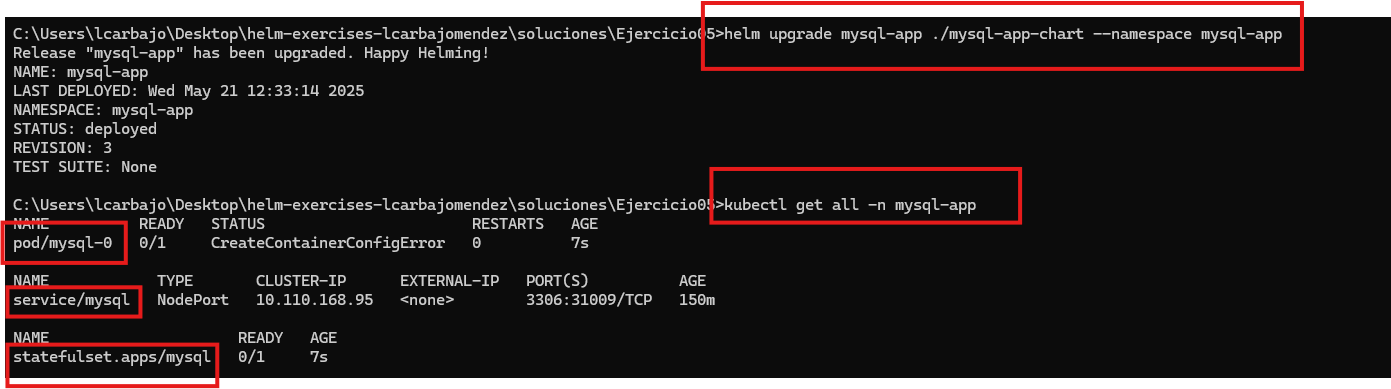 C:\Users\lcarbajo\Desktop\helm-exercises-lcarbajomendez\soluciones\Ejercicio05>helm upgrade mysql-app ./mysql-app-chart --namespace mysql-app
Release "mysql-app" has been upgraded. Happy Helming!
NAME: mysql-app
LAST DEPLOYED: Wed May 21 12:33:14 2025
NAMESPACE: mysql-app
STATUS: deployed
REVISION: 3
TEST SUITE: None
C:\Users\lcarbajo\Desktop\helm-exercises-lcarbajomendez\soluciones\Ejercicio05>kubectl get all -n mysql-app
NAME READY STATUS RESTARTS AGE
pod/mysql-0 0/1 CreateContainerConfigError 0 7s
NAME TYPE CLUSTER-IP EXTERNAL-IP PORT(S) AGE
service/mysql NodePort 10.110.168.95 <none> 3306:31009/TCP 150m
NAME READY AGE
statefulset.apps/mysql 0/1 7s